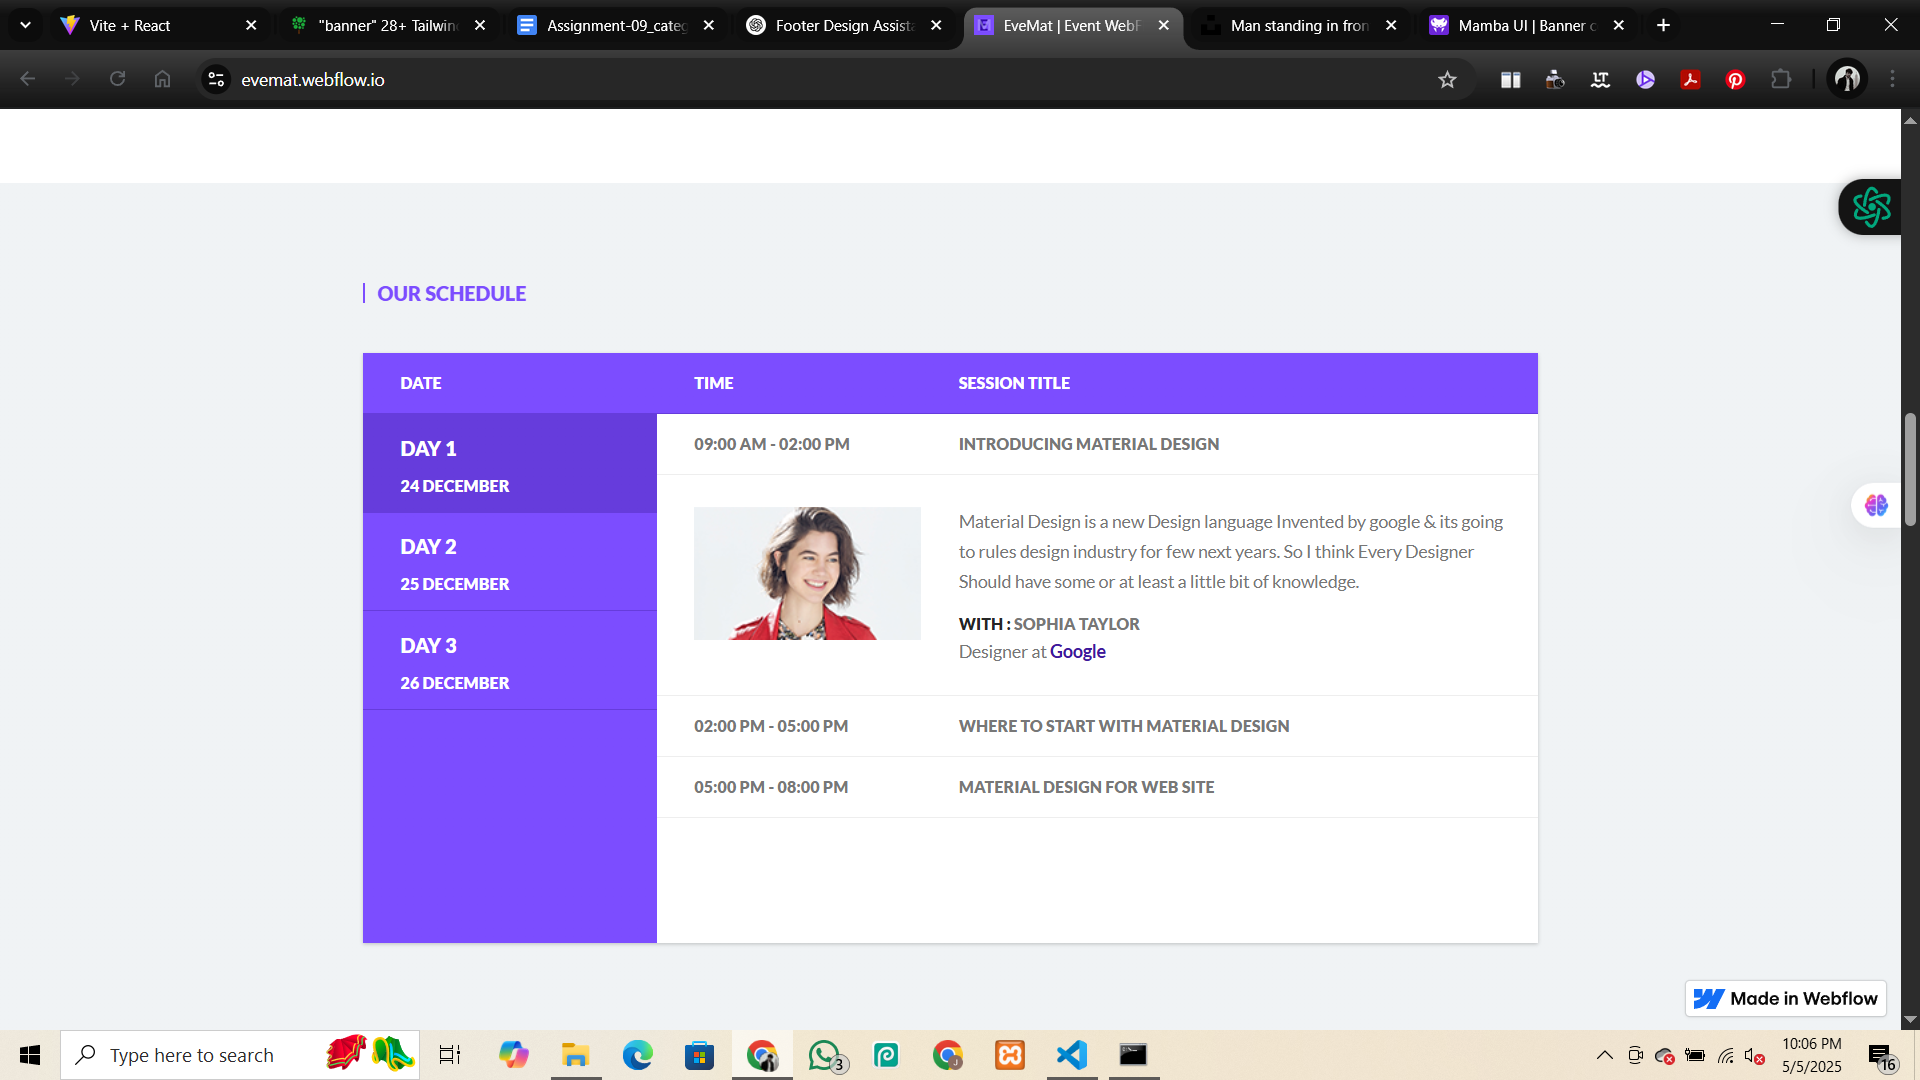 Vite + React
"banner" 28+ Tailwin
Assignment-09_categ
Footer Design Assista
EveMat | Event WebF
Man standing in fron
Mamba UI | Banner c
evemat.webflow.io
LT
OUR SCHEDULE
DATE TIME SESSION TITLE
DAY 1
24 DECEMBER
DAY 2
25 DECEMBER
DAY 3
26 DECEMBER
09:00 AM - 02:00 PM INTRODUCING MATERIAL DESIGN
Material Design is a new Design language Invented by google & its going
to rules design industry for few next years. So I think Every Designer
Should have some or at least a little bit of knowledge.
WITH : SOPHIA TAYLOR
Designer at Google
02:00 PM - 05:00 PM WHERE TO START WITH MATERIAL DESIGN
05:00 PM - 08:00 PM MATERIAL DESIGN FOR WEB SITE
Made in Webflow
Type here to search
3
10:06 PM
5/5/2025
16